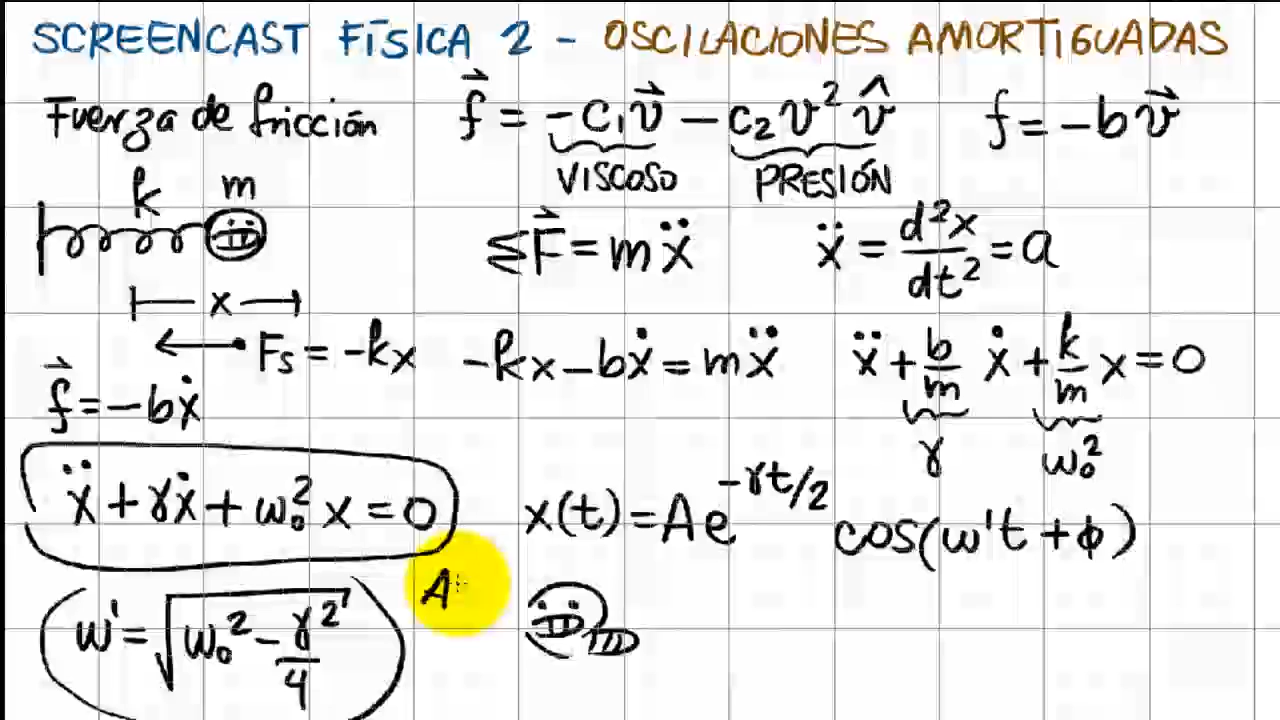 SCREENCAST FÍSICA 2 - OSCILACIONES AMORTIGUADAS
Fuerza de fricción
f⃗ = -c₁v⃗ - c₂v² v̂
f = -bv⃗
VISCOSO
PRESIÓN
k
m
ΣF⃗ = mẍ
ẍ = d²x/dt² = a
x
Fs = -kx
-kx - bẋ = mẍ
ẍ + b/m ẋ + k/m x = 0
γ
ω₀²
f⃗ = -bẋ
ẍ + γẋ + ω₀² x = 0
x(t) = Ae^(-γt/2) cos(ω't + ϕ)
A
ω' = √(ω₀² - γ²/4)